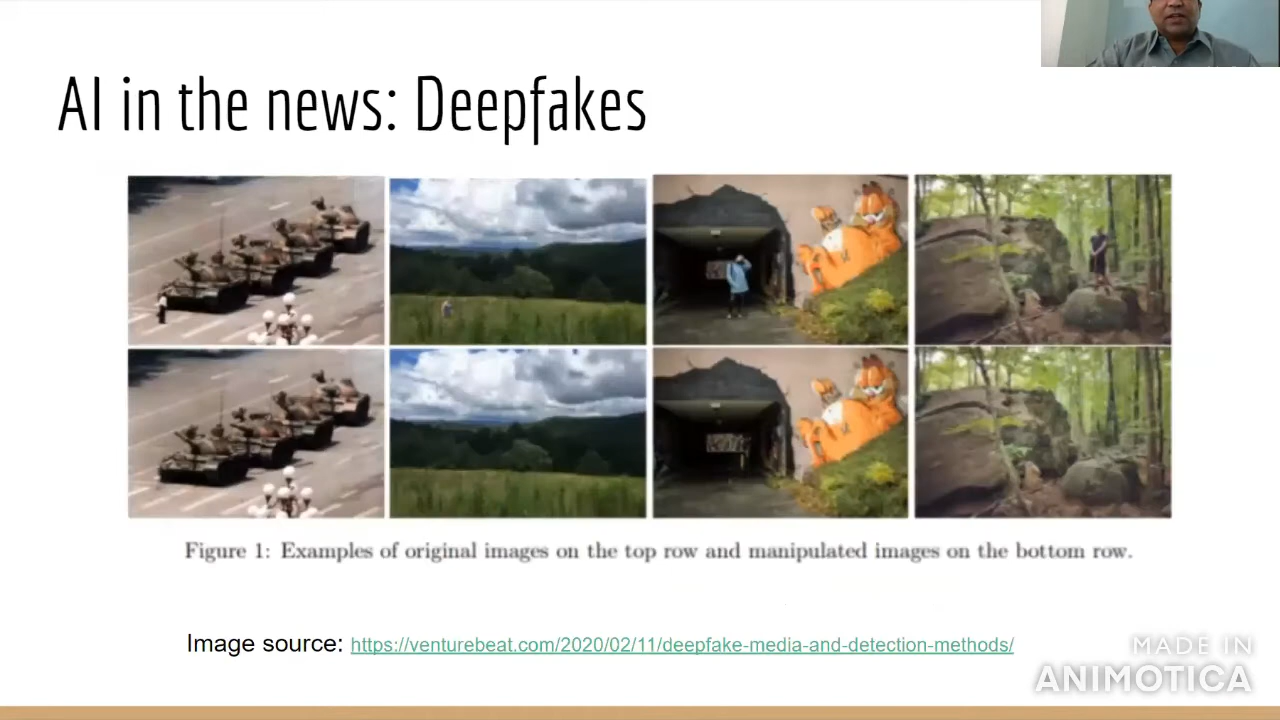 AI in the news: Deepfakes
Figure 1: Examples of original images on the top row and manipulated images on the bottom row.
Image source: https://venturebeat.com/2020/02/11/deepfake-media-and-detection-methods/
MADE IN
ANIMOTICA